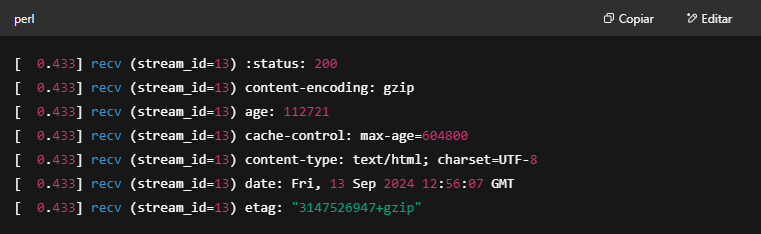 perl
Copiar
Editar
[  0.433] recv (stream_id=13) :status: 200
[  0.433] recv (stream_id=13) content-encoding: gzip
[  0.433] recv (stream_id=13) age: 112721
[  0.433] recv (stream_id=13) cache-control: max-age=604800
[  0.433] recv (stream_id=13) content-type: text/html; charset=UTF-8
[  0.433] recv (stream_id=13) date: Fri, 13 Sep 2024 12:56:07 GMT
[  0.433] recv (stream_id=13) etag: "3147526947+gzip"